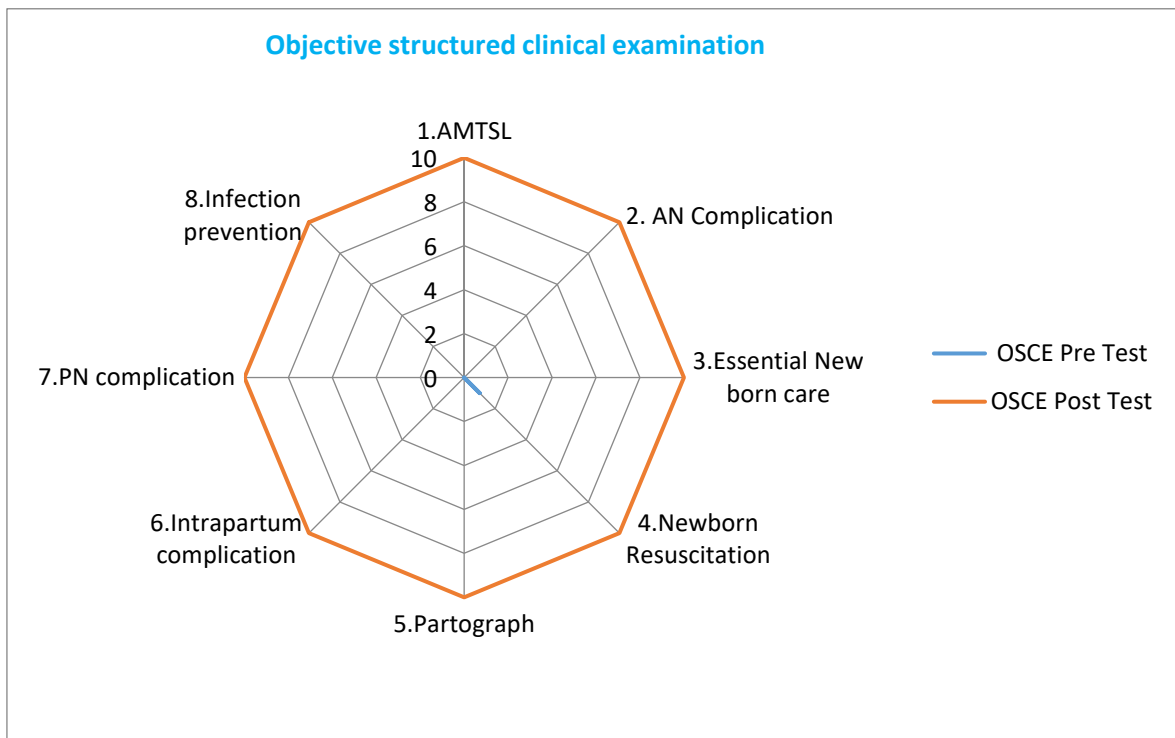 Objective structured clinical examination
1.AMTSL
10
8
6
4
2
0
2. AN Complication
3.Essential New
born care
4.Newborn
Resuscitation
5.Partograph
6.Intrapartum
complication
7.PN complication
8.Infection
prevention
OSCE Pre Test
OSCE Post Test